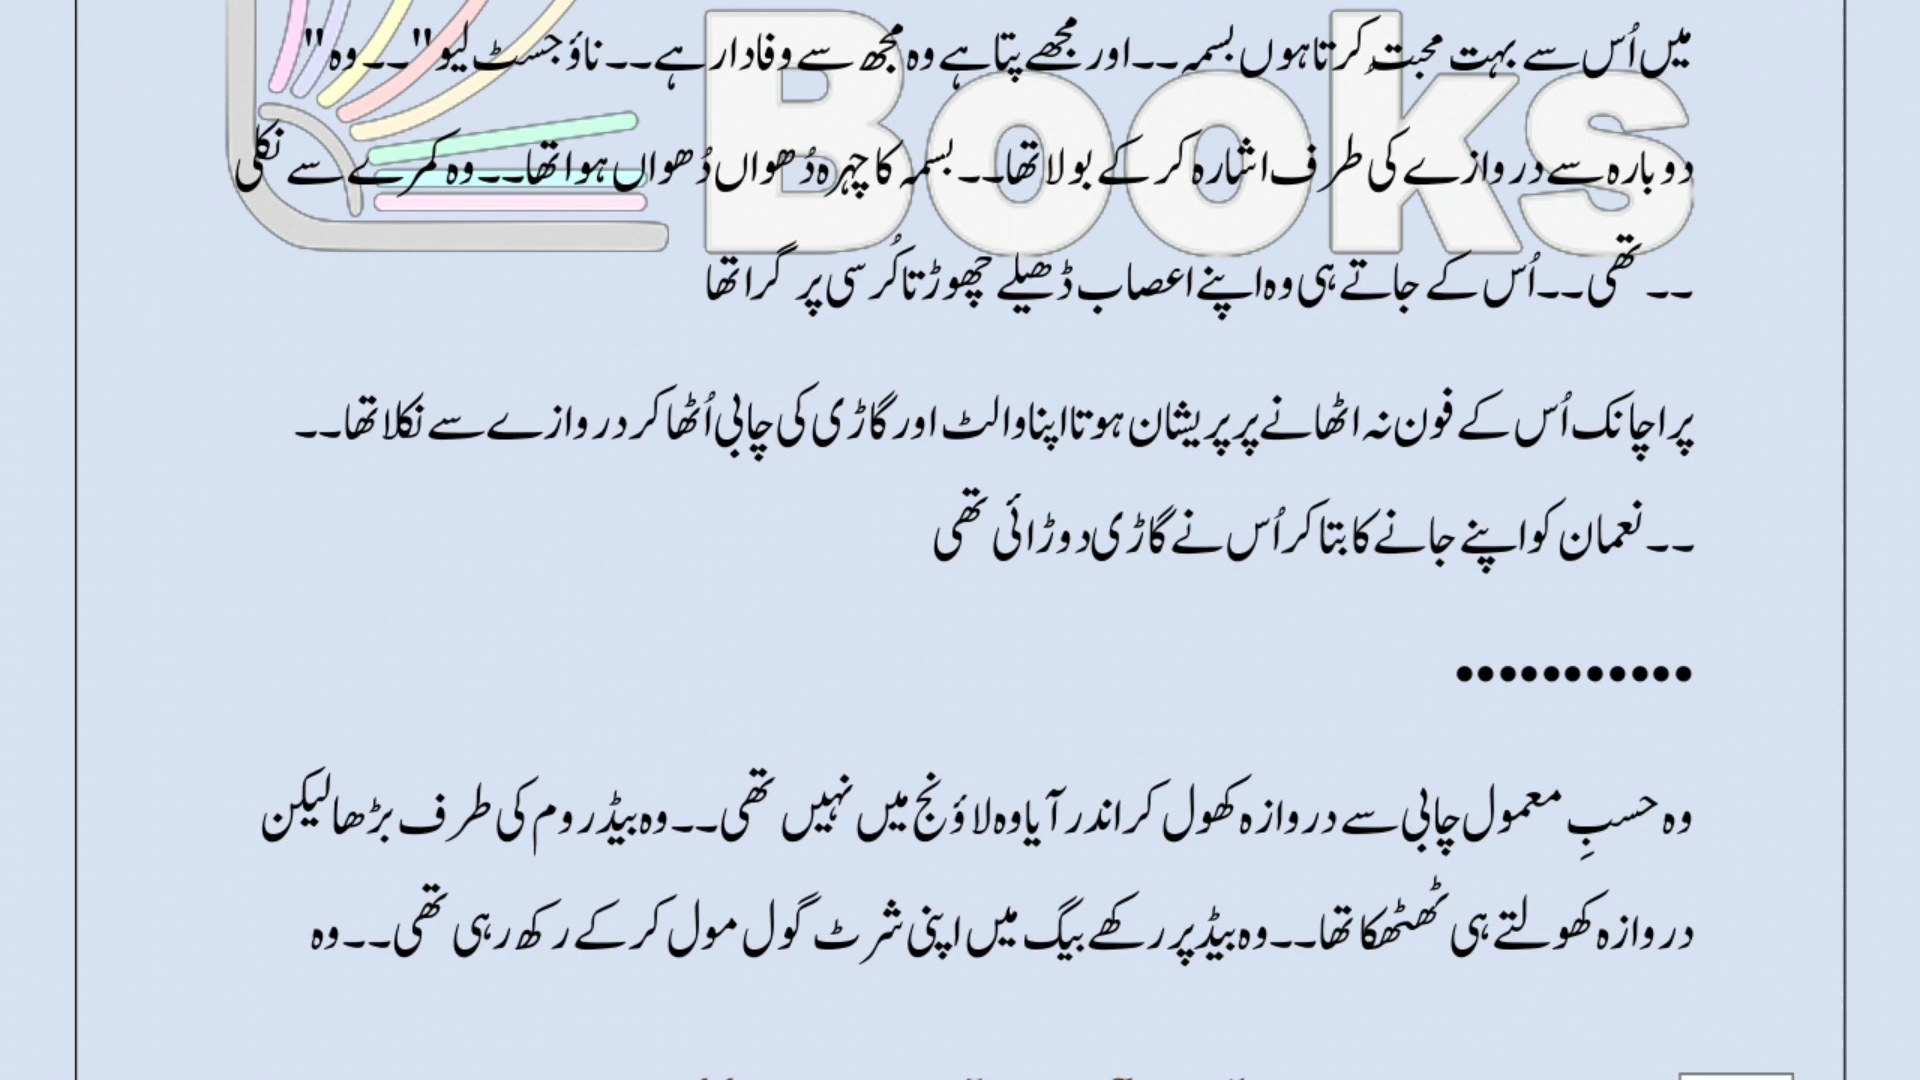 میں اُس سے بہت محبت کرتا ہوں بسمہ۔۔اور مجھے پتا ہے وہ مجھ سے وفادار ہے۔۔ناؤ جسٹ لیو"۔۔وہ"
دوبارہ سے دروازے کی طرف اشارہ کر کے بولا تھا۔۔بسمہ کا چہرہ دُھواں دُھواں ہوا تھا۔۔وہ کمرے سے نکلی
۔۔تھی۔۔اُس کے جاتے ہی وہ اپنے اعصاب ڈھیلے چھوڑتا کُرسی پر گرا تھا
پر اچانک اُس کے فون نہ اٹھانے پر پریشان ہوتا اپنا والٹ اور گاڑی کی چابی اُٹھا کر دروازے سے نکلا تھا۔۔
۔۔نعمان کو اپنے جانے کا بتا کر اُس نے گاڑی دوڑائی تھی
•••••••••••
وہ حسبِ معمول چابی سے دروازہ کھول کر اندر آیا وہ لاؤنج میں نہیں تھی۔۔وہ بیڈروم کی طرف بڑھا لیکن
دروازہ کھولتے ہی ٹھٹھکا تھا۔۔وہ بیڈ پر رکھے بیگ میں اپنی شرٹ گول مول کر کے رکھ رہی تھی۔۔وہ
Books